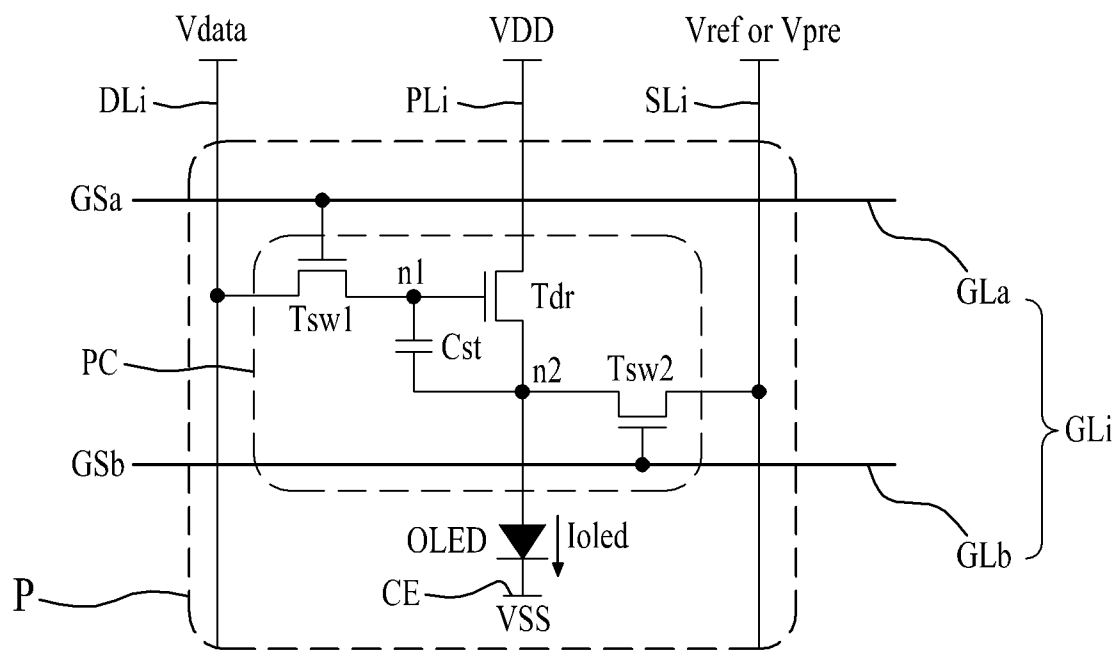 Vdata
VDD
Vref or Vpre
DLi
PLi
SLi
GSa
GLa
n1
Tdr
Tsw1
Cst
PC
n2
Tsw2
GLi
GSb
OLED
Ioled
GLb
P
CE
VSS